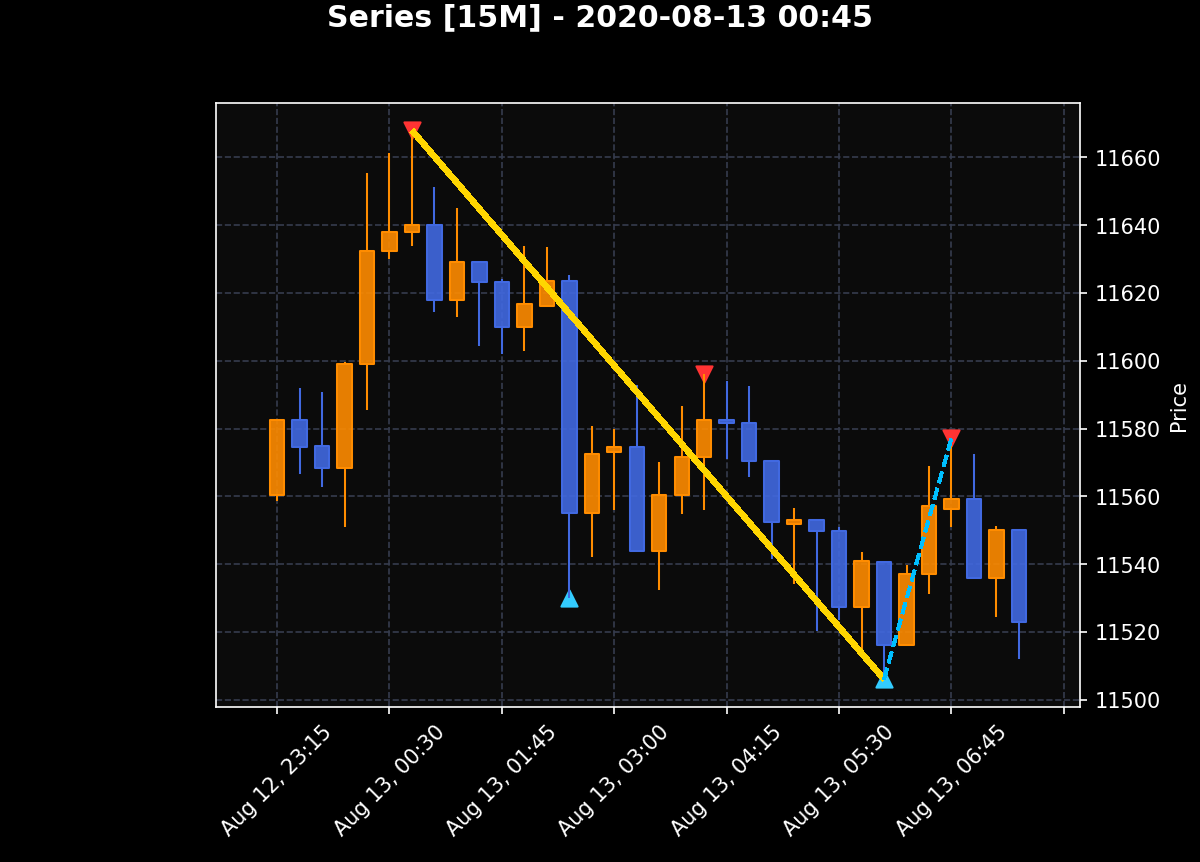 Series [15M] - 2020-08-13 00:45
11660
11640
11620
11600
11580
11560
11540
11520
11500
Price
Aug 12, 23:15
Aug 13, 00:30
Aug 13, 01:45
Aug 13, 03:00
Aug 13, 04:15
Aug 13, 05:30
Aug 13, 06:45